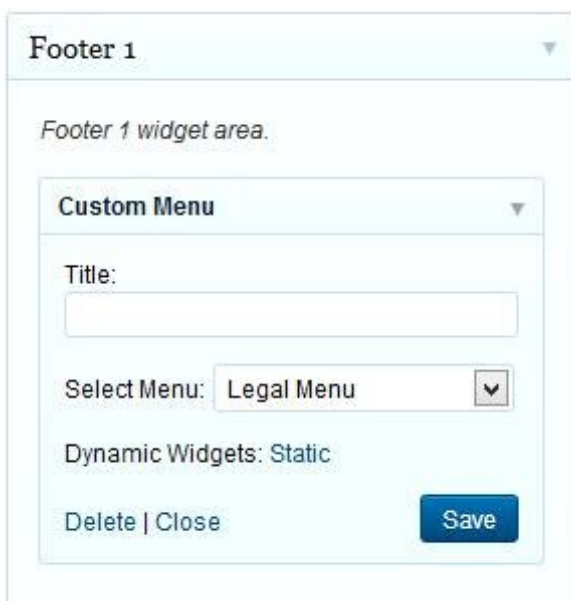 Footer 1
Footer 1 widget area.
Custom Menu
Title:
Select Menu: Legal Menu
Dynamic Widgets: Static
Delete | Close Save